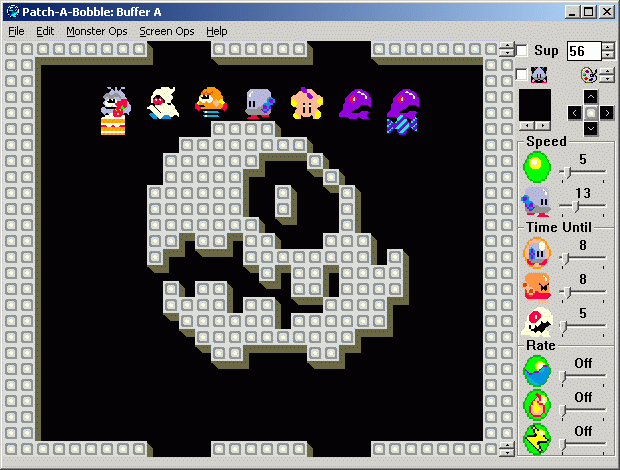 Patch-A-Bobble: Buffer A
File Edit Monster Ops Screen Ops Help
Sup 56
Speed
5
13
Time Until
8
8
5
Rate
Off
Off
Off